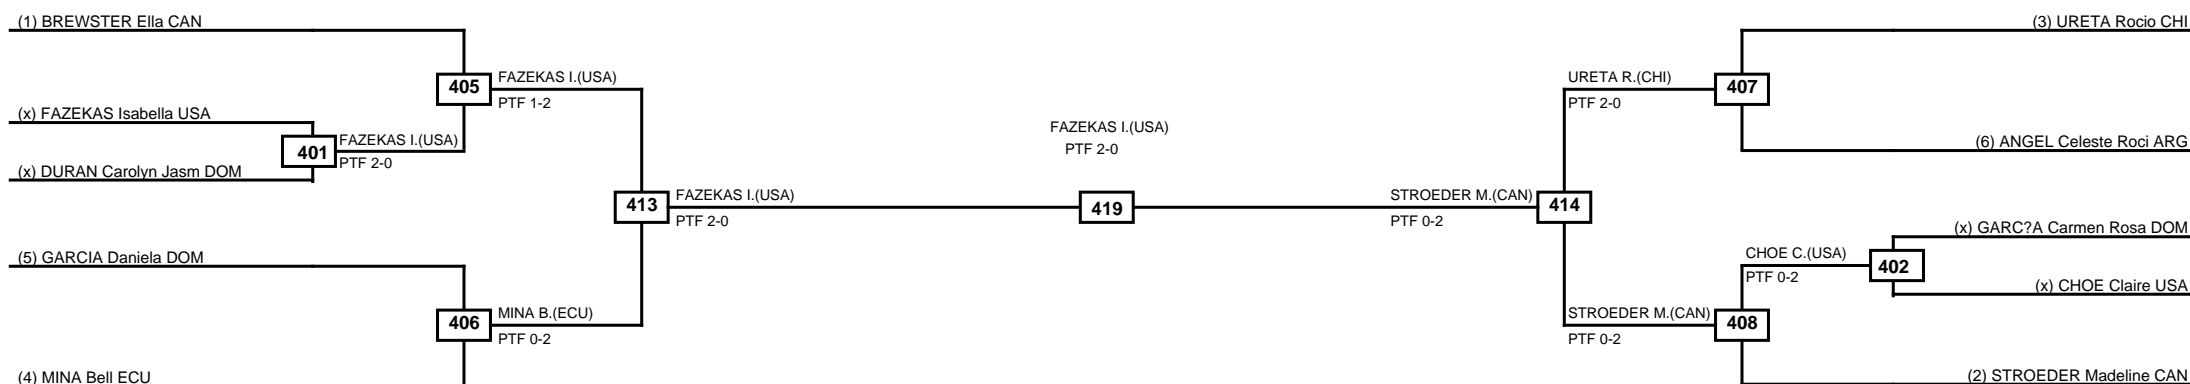 (1) BREWSTER Ella CAN
(3) URETA Rocio CHI
405
FAZEKAS I.(USA)
PTF 1-2
URETA R.(CHI)
PTF 2-0
407
(x) FAZEKAS Isabella USA
401
FAZEKAS I.(USA)
PTF 2-0
(x) DURAN Carolyn Jasm DOM
FAZEKAS I.(USA)
PTF 2-0
(6) ANGEL Celeste Roci ARG
413
FAZEKAS I.(USA)
PTF 2-0
419
STROEDER M.(CAN)
PTF 0-2
414
(x) GARC?A Carmen Rosa DOM
CHOE C.(USA)
PTF 0-2
402
(x) CHOE Claire USA
(5) GARCIA Daniela DOM
406
MINA B.(ECU)
PTF 0-2
STROEDER M.(CAN)
PTF 0-2
408
(4) MINA Bell ECU
(2) STROEDER Madeline CAN